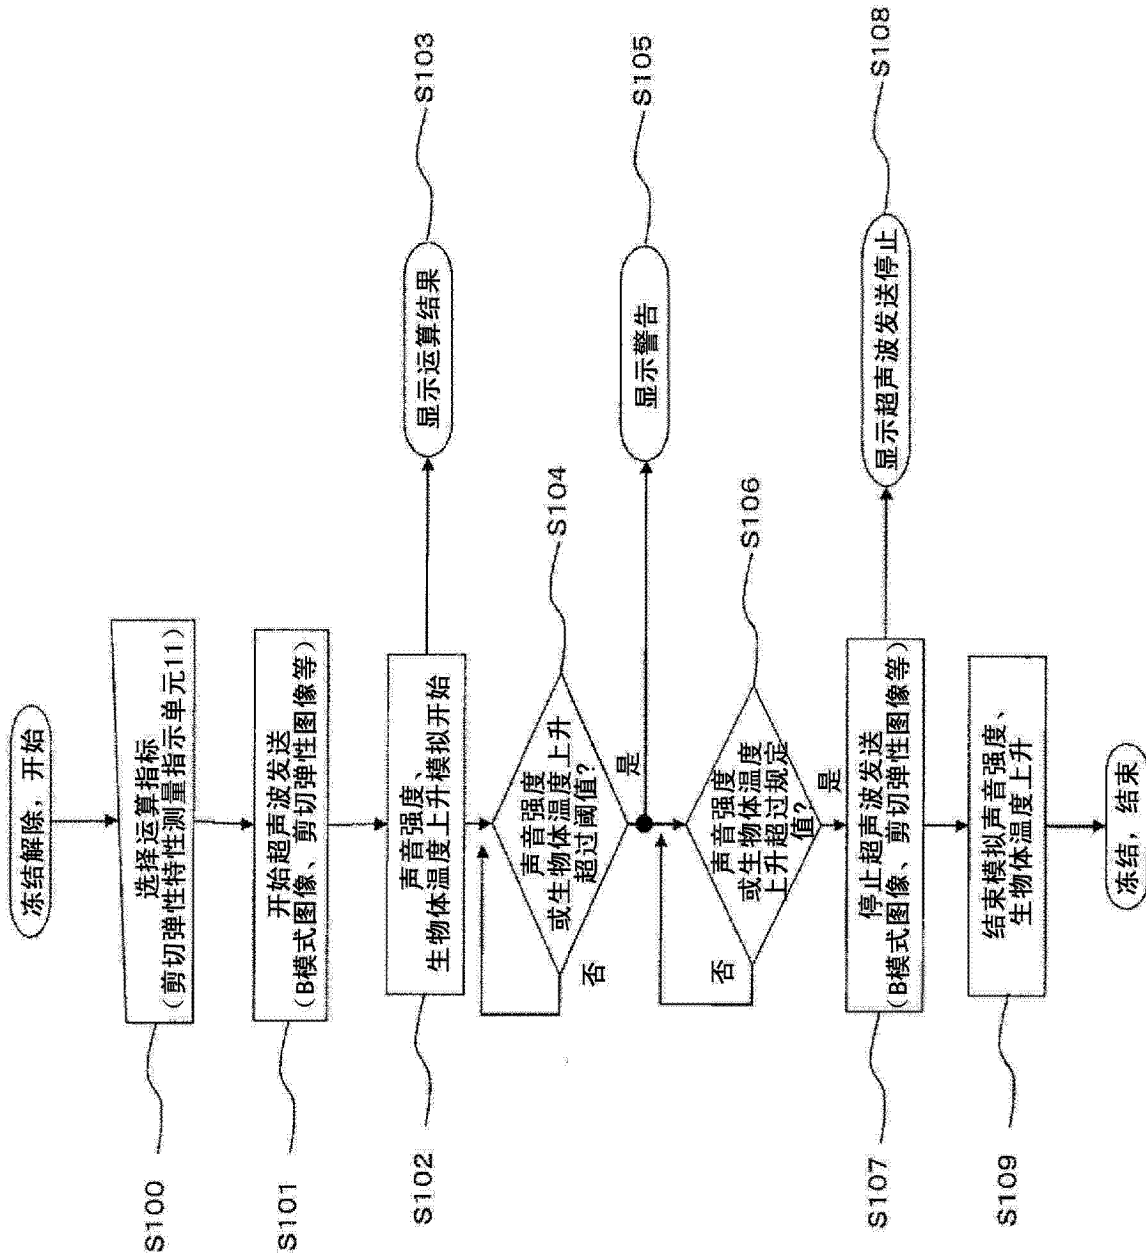 冻结解除，开始
选择运算指标
（剪切弹性特性测量指示单元11）
S100
开始超声波发送
（B模式图像、剪切弹性图像等）
S101
声音强度、
生物体温度上升模拟开始
S102
显示运算结果
S103
声音强度
或生物体温度上升
超过阈值？
S104
否
是
显示警告
S105
声音强度
或生物体温度
上升超过规定
值？
S106
否
是
停止超声波发送
（B模式图像、剪切弹性图像等）
S107
显示超声波发送停止
S108
结束模拟声音强度、
生物体温度上升
S109
冻结，结束